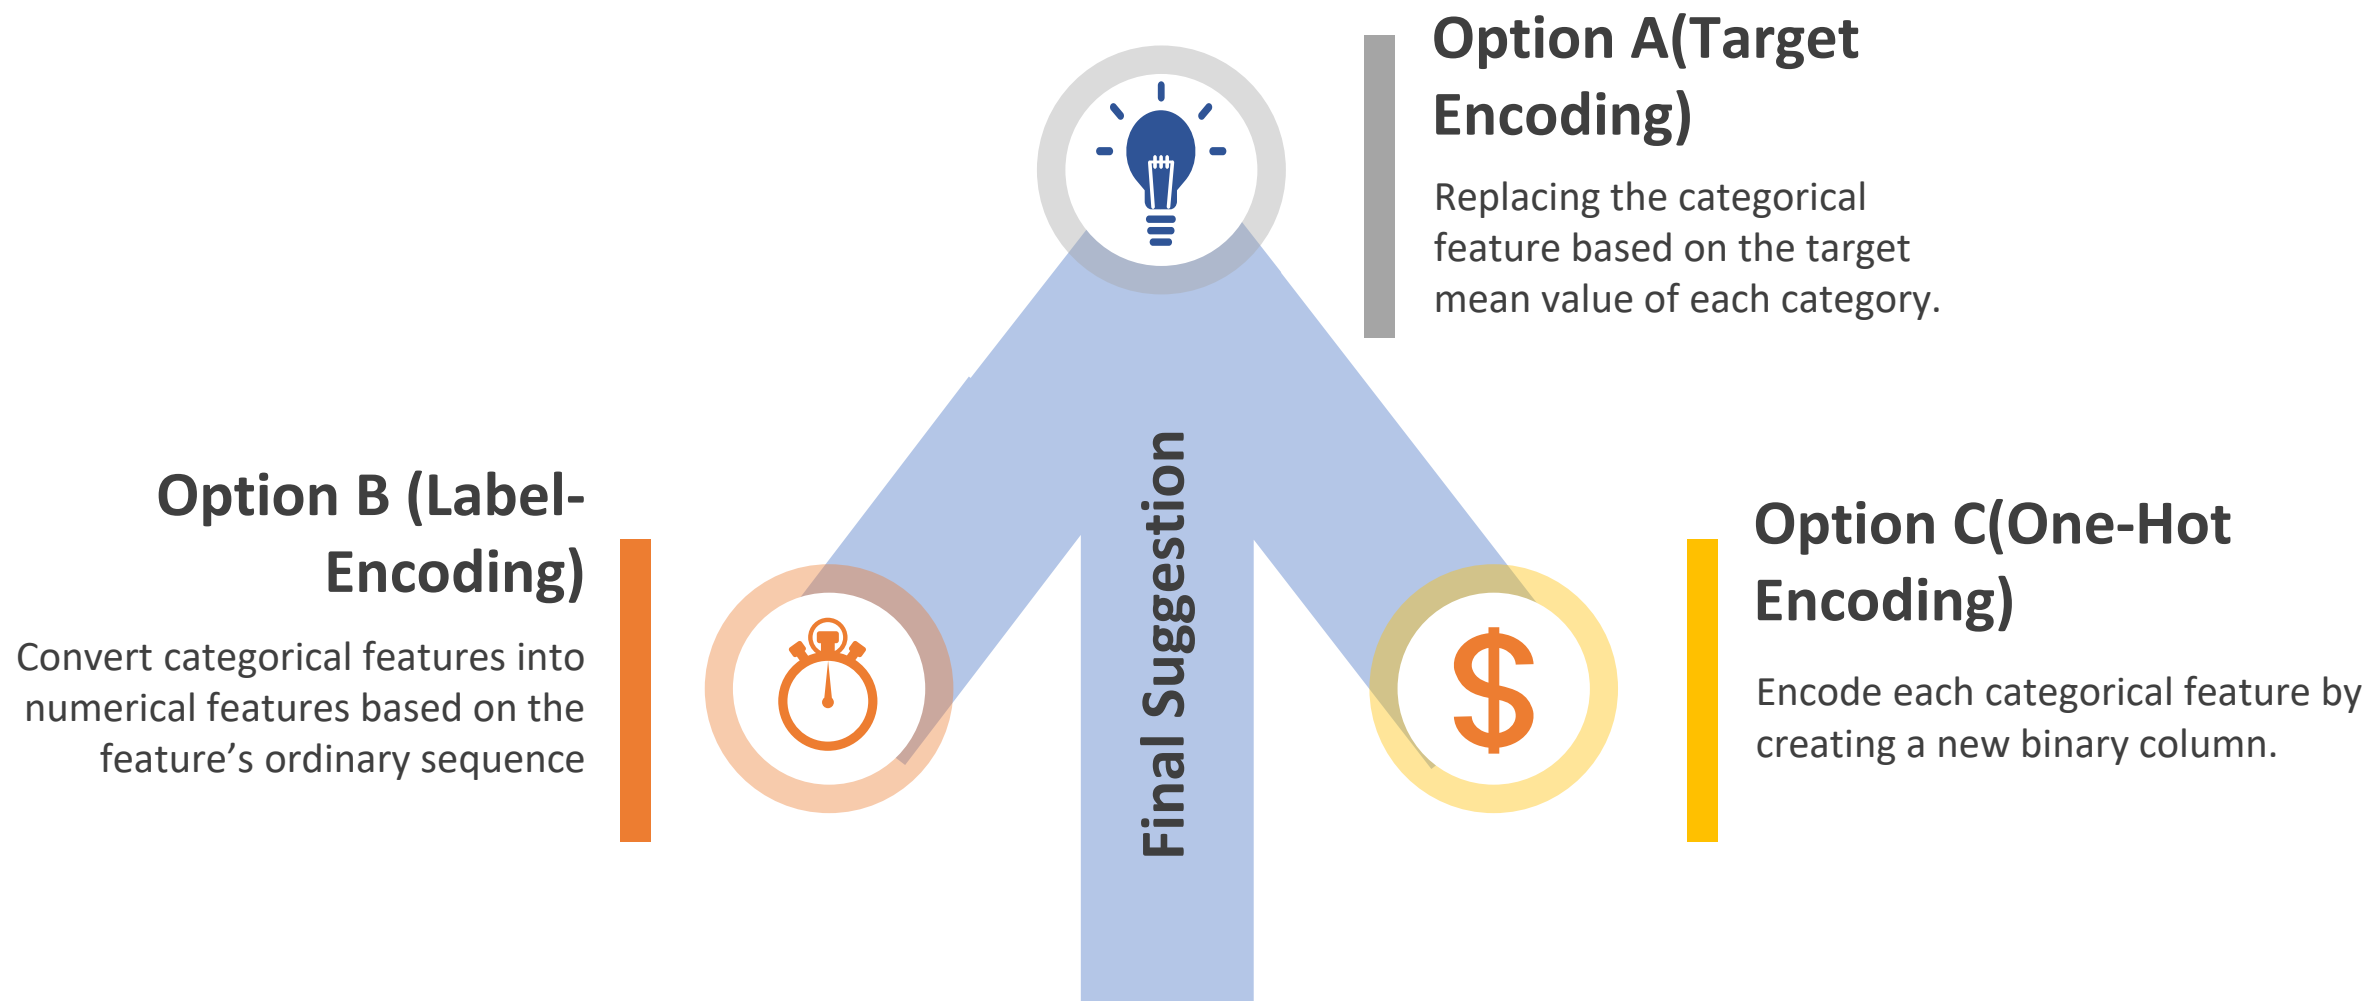 Option A(Target
Encoding)
Replacing the categorical
feature based on the target
mean value of each category.
Option B (Label-
Encoding)
Convert categorical features into
numerical features based on the
feature’s ordinary sequence
Final Suggestion
Option C(One-Hot
Encoding)
Encode each categorical feature by
creating a new binary column.
$